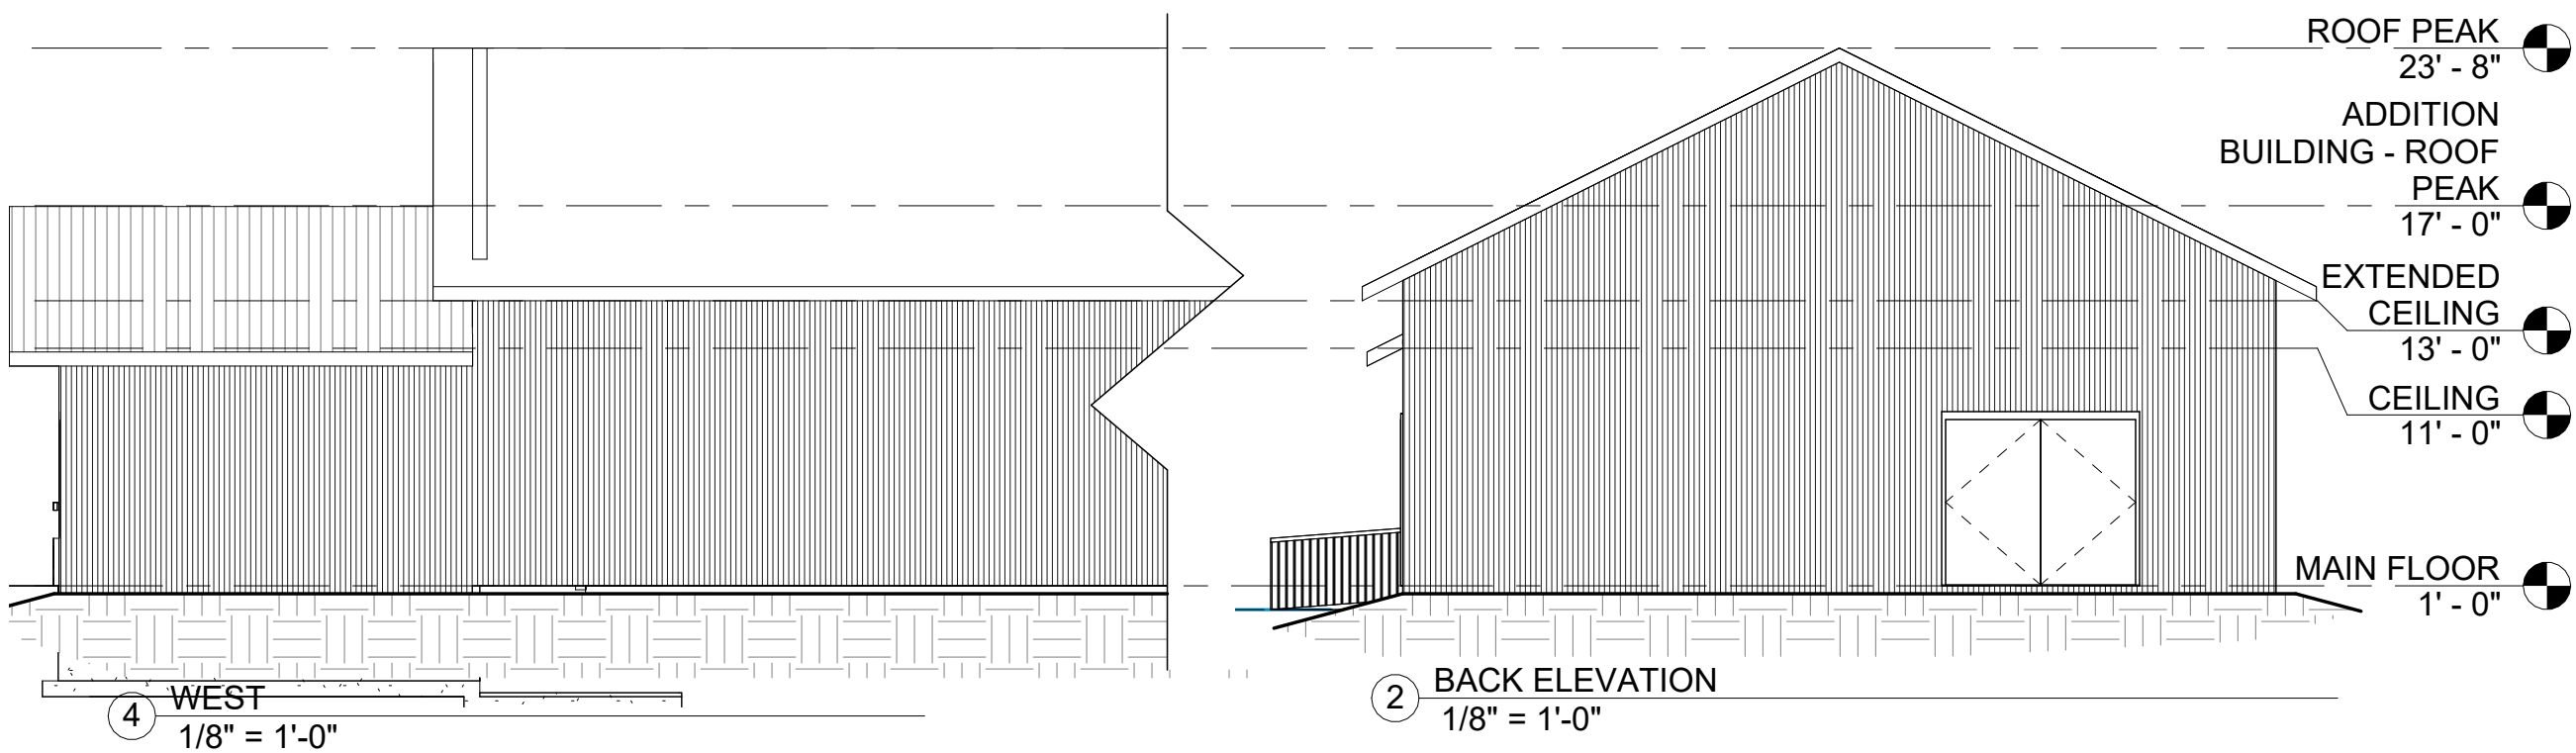 ROOF PEAK
23' - 8"
ADDITION
BUILDING - ROOF
PEAK
17' - 0"
EXTENDED
CEILING
13' - 0"
CEILING
11' - 0"
MAIN FLOOR
1' - 0"
4 WEST
1/8" = 1'-0"
2 BACK ELEVATION
1/8" = 1'-0"